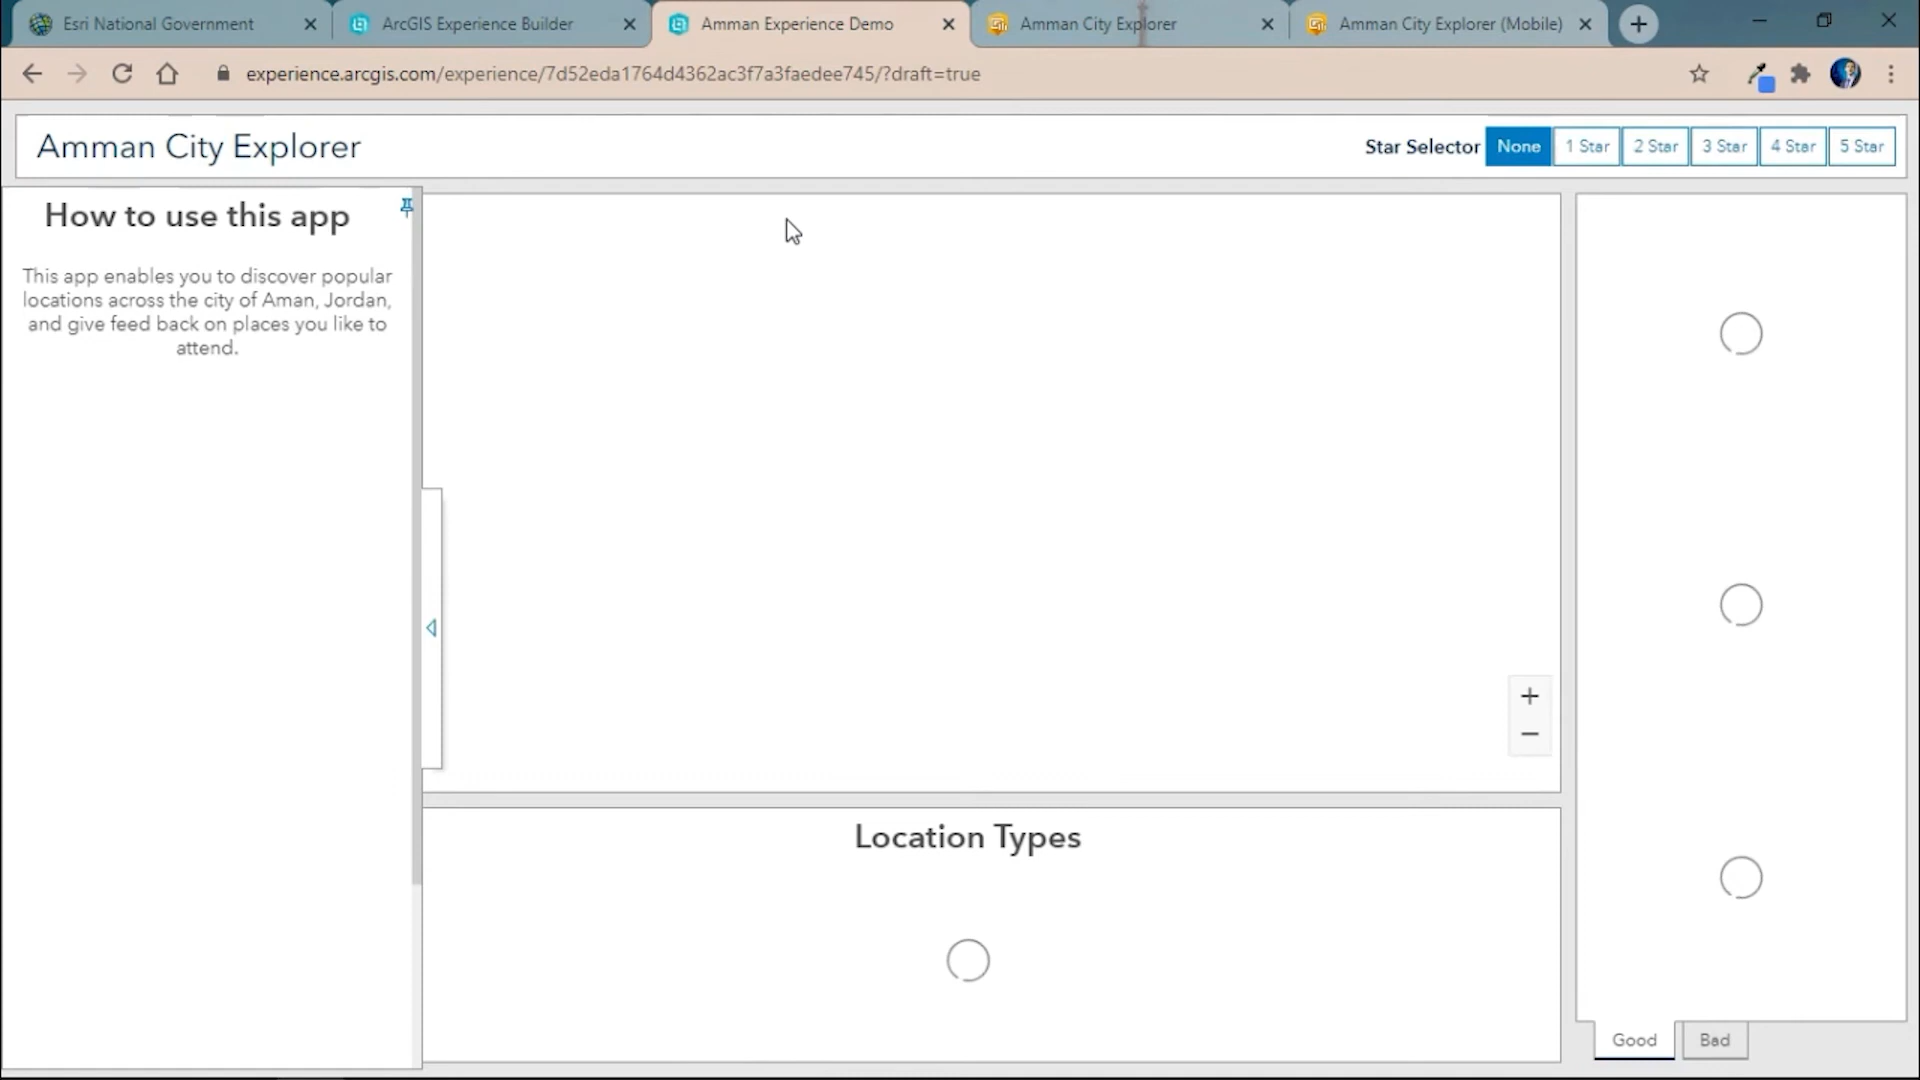 Esri National Government
ArcGIS Experience Builder
Amman Experience Demo
Amman City Explorer
Amman City Explorer (Mobile)
experience.arcgis.com/experience/7d52eda1764d4362ac3f7a3faedee745/?draft=true
Amman City Explorer
Star Selector
None
1 Star
2 Star
3 Star
4 Star
5 Star
How to use this app
This app enables you to discover popular
locations across the city of Aman, Jordan,
and give feed back on places you like to
attend.
Location Types
Good
Bad